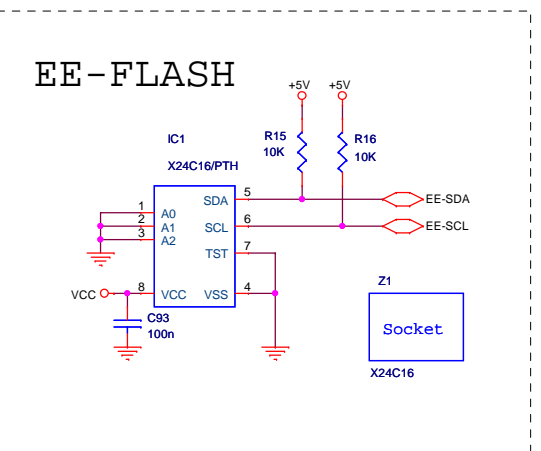 EE-FLASH
+5V
+5V
IC1
X24C16/PTH
R15
10K
R16
10K
SDA
5
EE-SDA
1
A0
2
A1
3
A2
SCL
6
EE-SCL
TST
7
VCC
8
VCC
VSS
4
C93
100n
Z1
Socket
X24C16